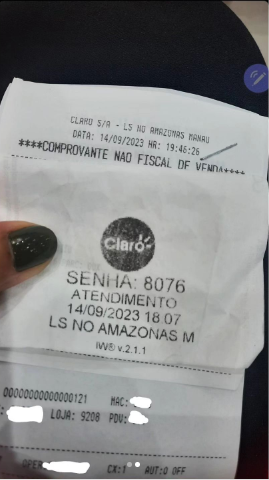 CLARO S/A - LS NO AMAZONAS MANAU
DATA: 14/09/2023 HR: 19:46:26
****COMPROVANTE NAO FISCAL DE VENDA****
Claro
SENHA: 8076
ATENDIMENTO
14/09/2023 18:07
LS NO AMAZONAS M
IW® v.2.1.1
00000000000000121 MAC:
LOJA: 9208 PDV:
OPER CX:1 AUT:0 OFF